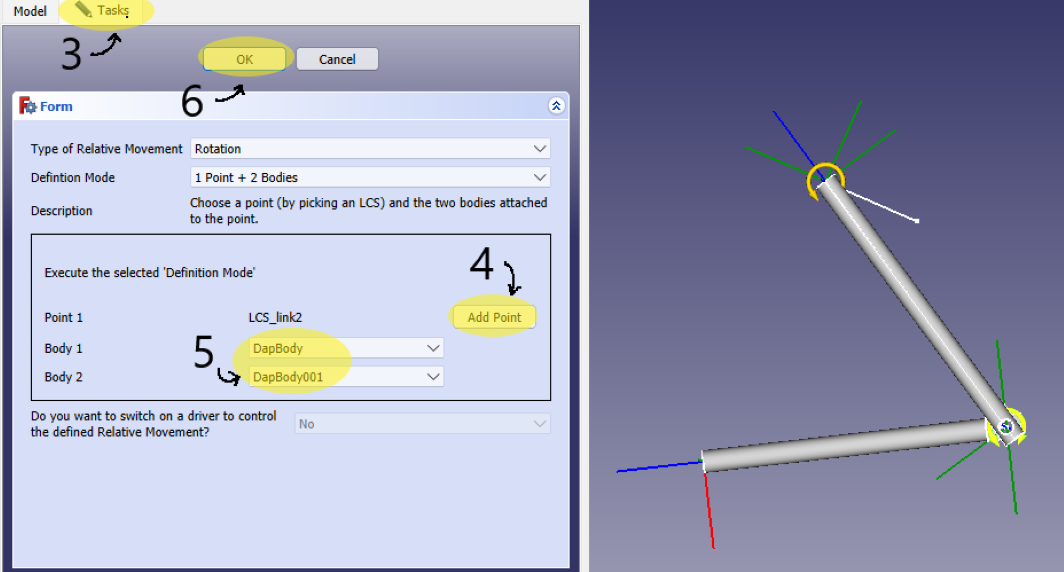 Model
Tasks
3
OK
Cancel
6
Form
Type of Relative Movement
Rotation
Defintion Mode
1 Point + 2 Bodies
Description
Choose a point (by picking an LCS) and the two bodies attached
to the point.
Execute the selected 'Definition Mode'
4
Point 1
LCS_link2
Add Point
5
Body 1
DapBody
Body 2
DapBody001
Do you want to switch on a driver to control
the defined Relative Movement?
No